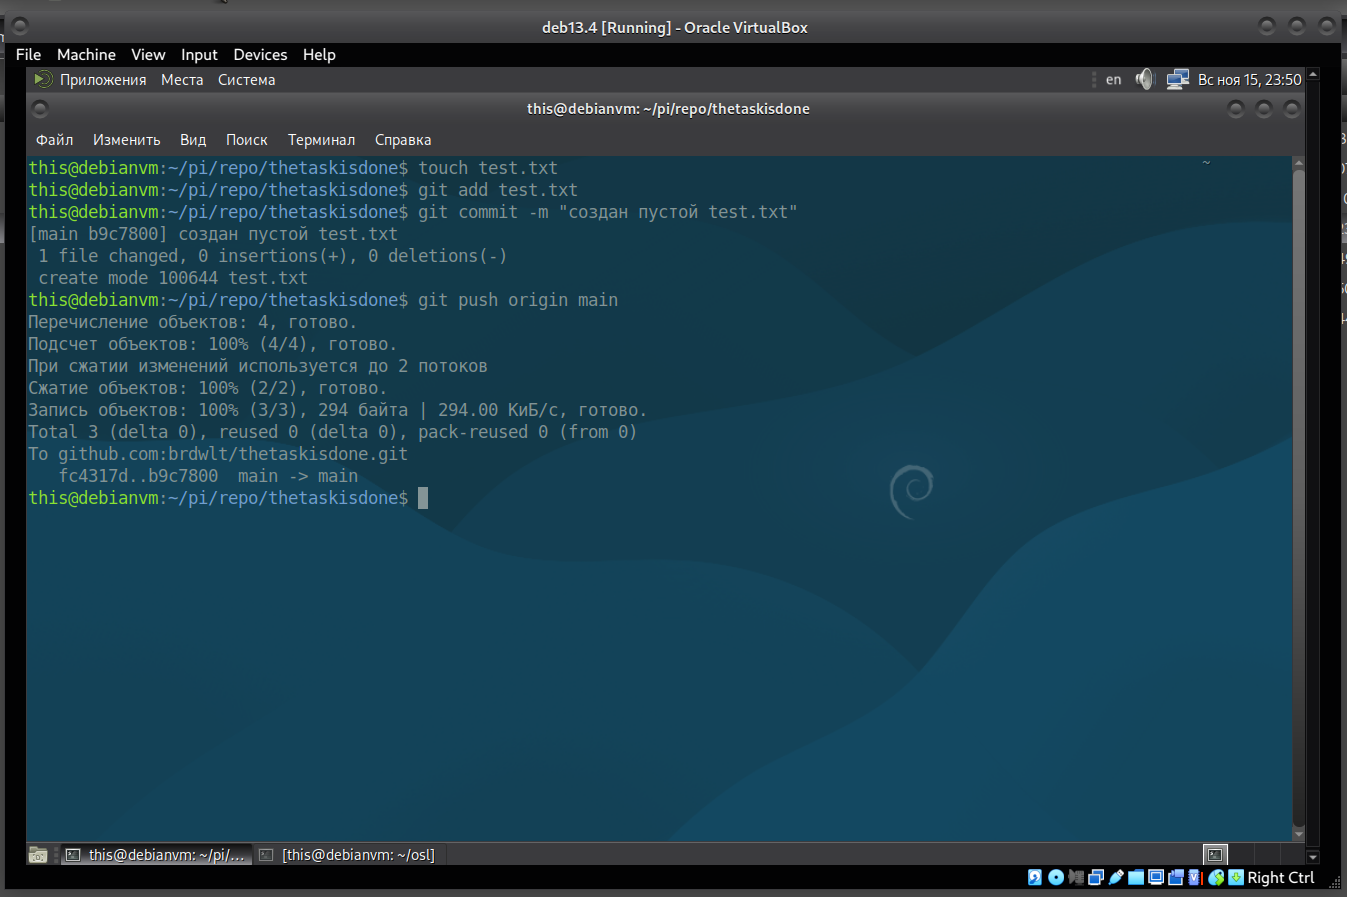 deb13.4 [Running] - Oracle VirtualBox
File Machine View Input Devices Help
Приложения Места Система en Вс ноя 15, 23:50
this@debianvm: ~/pi/repo/thetaskisdone
Файл Изменить Вид Поиск Терминал Справка
this@debianvm:~/pi/repo/thetaskisdone$ touch test.txt ~
this@debianvm:~/pi/repo/thetaskisdone$ git add test.txt
this@debianvm:~/pi/repo/thetaskisdone$ git commit -m "создан пустой test.txt"
[main b9c7800] создан пустой test.txt
 1 file changed, 0 insertions(+), 0 deletions(-)
 create mode 100644 test.txt
this@debianvm:~/pi/repo/thetaskisdone$ git push origin main
Перечисление объектов: 4, готово.
Подсчет объектов: 100% (4/4), готово.
При сжатии изменений используется до 2 потоков
Сжатие объектов: 100% (2/2), готово.
Запись объектов: 100% (3/3), 294 байта | 294.00 КиБ/с, готово.
Total 3 (delta 0), reused 0 (delta 0), pack-reused 0 (from 0)
To github.com:brdwlt/thetaskisdone.git
   fc4317d..b9c7800  main -> main
this@debianvm:~/pi/repo/thetaskisdone$
this@debianvm: ~/pi/... [this@debianvm: ~/osl]
Right Ctrl